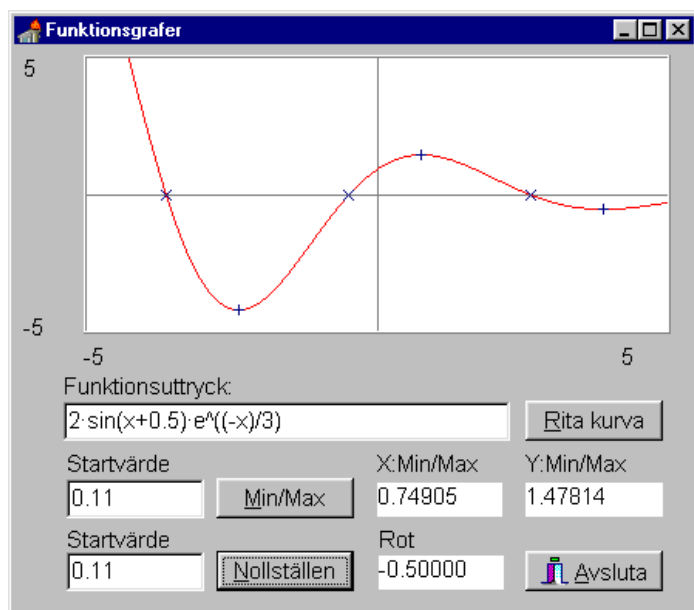 Funktionsgrafer
5
-5
-5 5
Funktionsuttryck:
2·sin(x+0.5)·e^((-x)/3) Rita kurva
Startvärde X:Min/Max Y:Min/Max
0.11 Min/Max 0.74905 1.47814
Startvärde Rot
0.11 Nollställen -0.50000 Avsluta